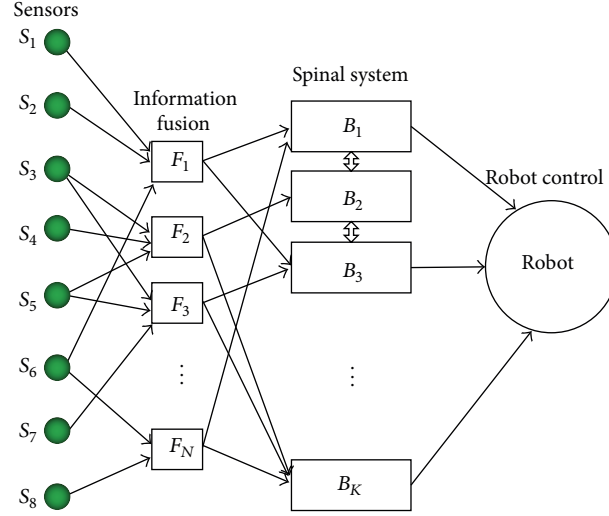 Sensors
S1
S2
S3
S4
S5
S6
S7
S8
Information
fusion
F1
F2
F3
⋮
FN
Spinal system
B1
B2
B3
⋮
BK
Robot control
Robot